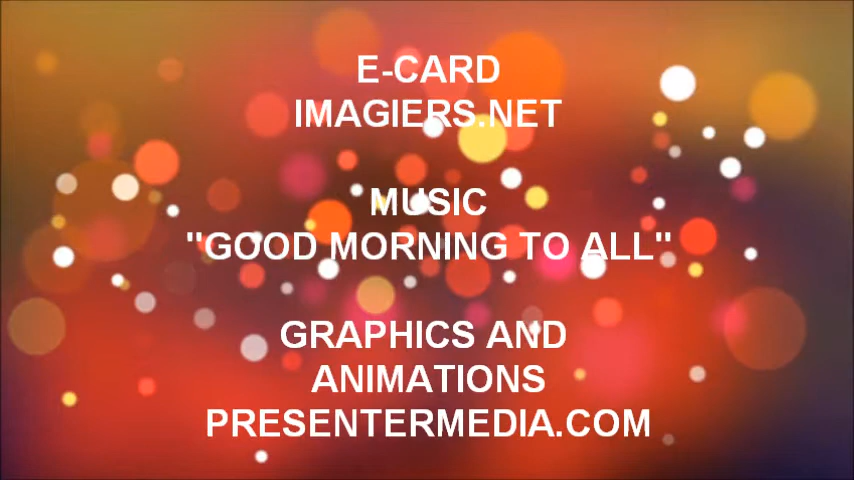 E-CARD
IMAGIERS.NET
MUSIC
"GOOD MORNING TO ALL"
GRAPHICS AND
ANIMATIONS
PRESENTERMEDIA.COM